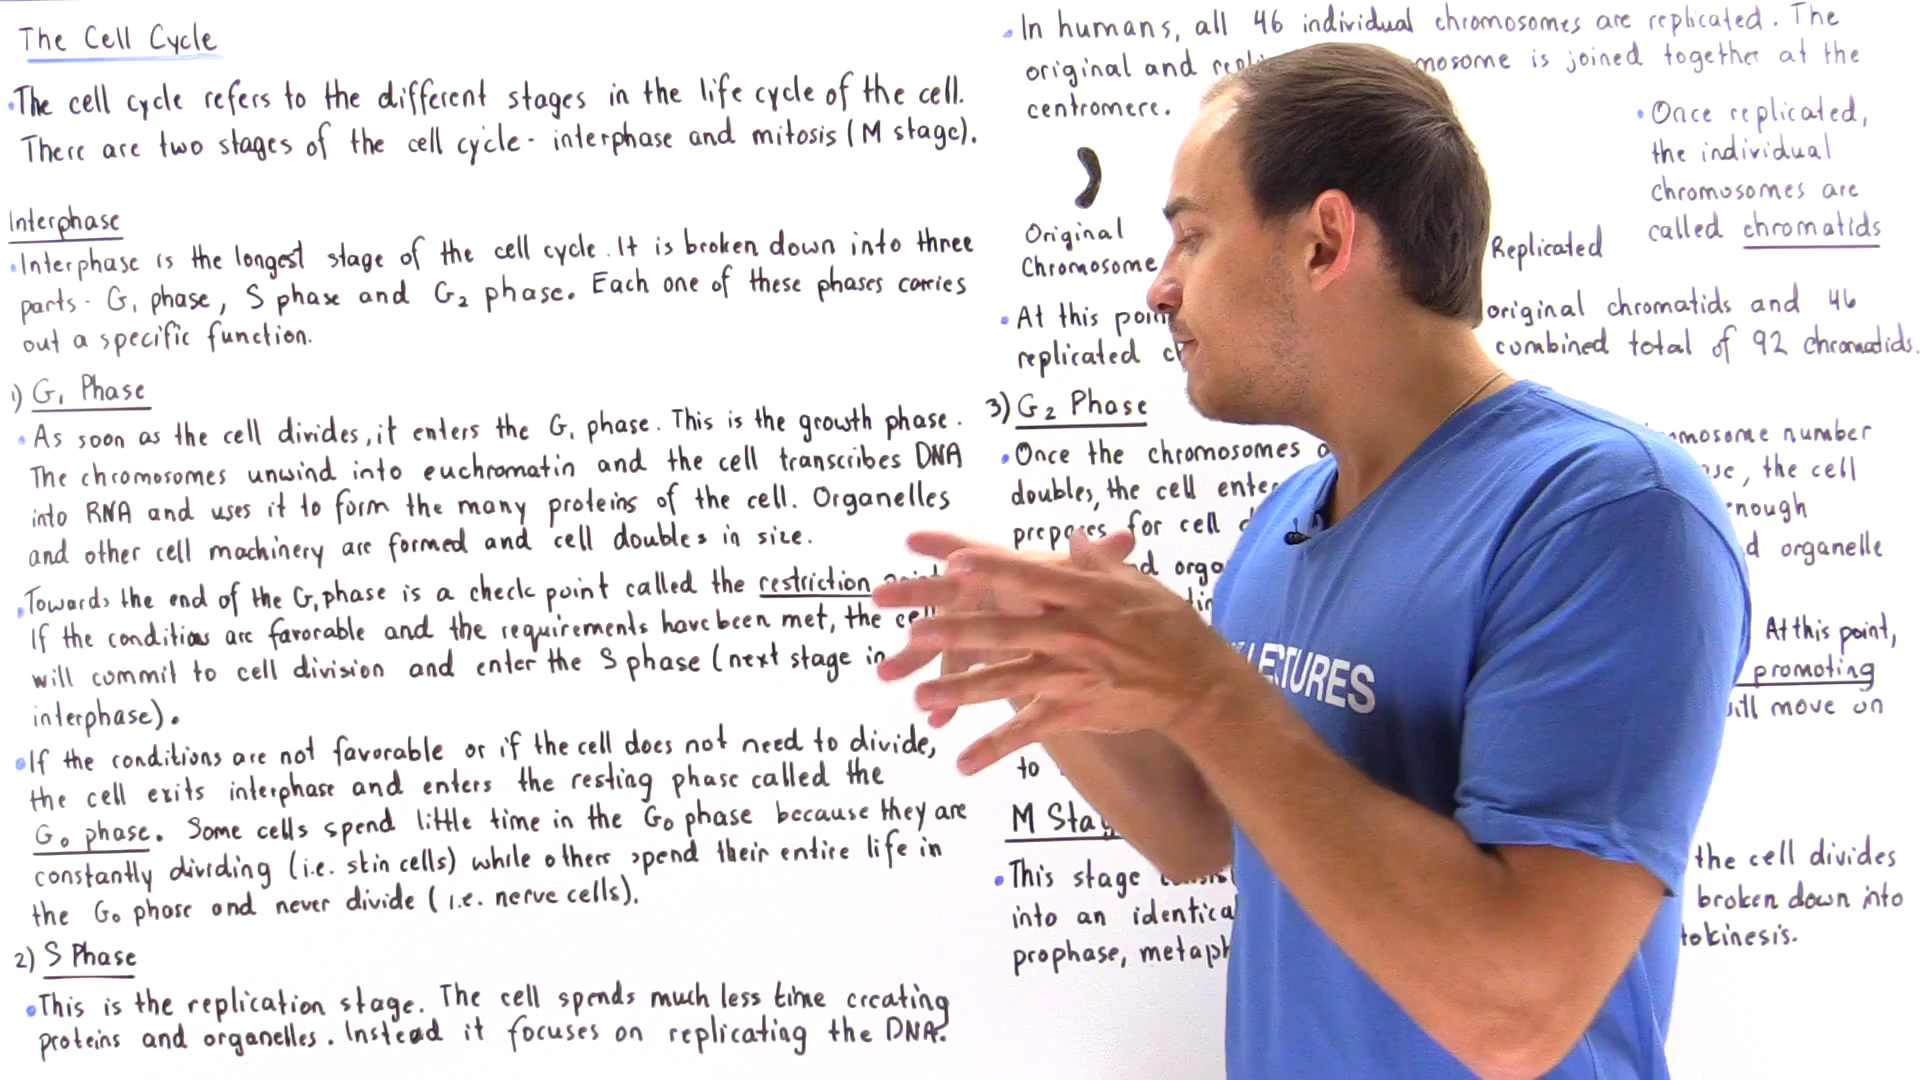 The Cell Cycle
• The cell cycle refers to the different stages in the life cycle of the cell.
There are two stages of the cell cycle - interphase and mitosis (M stage).
Interphase
• Interphase is the longest stage of the cell cycle. It is broken down into three
parts - G1 phase, S phase and G2 phase. Each one of these phases carries
out a specific function.
1) G1 Phase
• As soon as the cell divides, it enters the G1 phase. This is the growth phase.
The chromosomes unwind into euchromatin and the cell transcribes DNA
into RNA and uses it to form the many proteins of the cell. Organelles
and other cell machinery are formed and cell doubles in size.
• Towards the end of the G1 phase is a check point called the restriction
If the conditions are favorable and the requirements have been met, the cell
will commit to cell division and enter the S phase (next stage in
interphase).
• If the conditions are not favorable or if the cell does not need to divide,
the cell exits interphase and enters the resting phase called the
G0 phase. Some cells spend little time in the G0 phase because they are
constantly dividing (i.e. skin cells) while others spend their entire life in
the G0 phase and never divide (i.e. nerve cells).
2) S Phase
• This is the replication stage. The cell spends much less time creating
proteins and organelles. Instead it focuses on replicating the DNA.
• In humans, all 46 individual chromosomes are replicated. The
original and mosome is joined together at the
centromere.
• Once replicated,
the individual
chromosomes are
called chromatids
Original
Chromosome
Replicated
• At this original chromatids and 46
replicated combined total of 92 chromatids.
3) G2 Phase
• Once the chromosomes mosome number
doubles, the cell the cell
prepares for cell enough
organelle
At this point,
promoting
will move on
to
M Stage
• This stage the cell divides
into an broken down into
prophase, tokinesis.
LECTURES